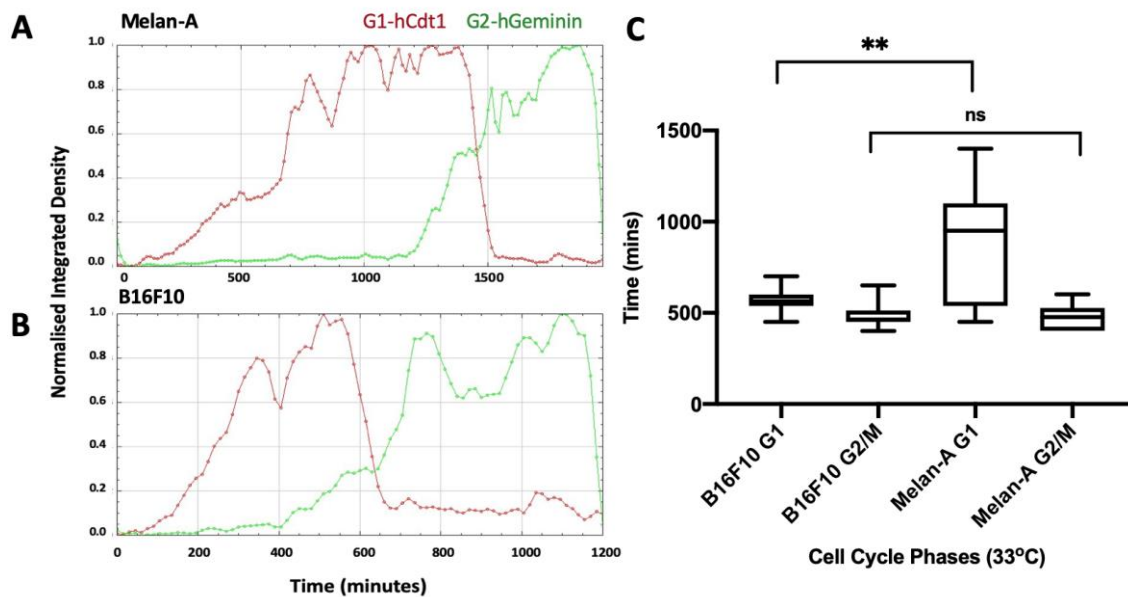 A
Melan-A
G1-hCdt1
G2-hGeminin
1.0
0.8
0.6
0.4
0.2
0.0
0
500
1000
1500
B
B16F10
1.0
0.8
0.6
0.4
0.2
0.0
0
200
400
600
800
1000
1200
Normalised Integrated Density
Time (minutes)
C
**
ns
1500
1000
500
0
Time (mins)
B16F10 G1
B16F10 G2/M
Melan-A G1
Melan-A G2/M
Cell Cycle Phases (33ºC)